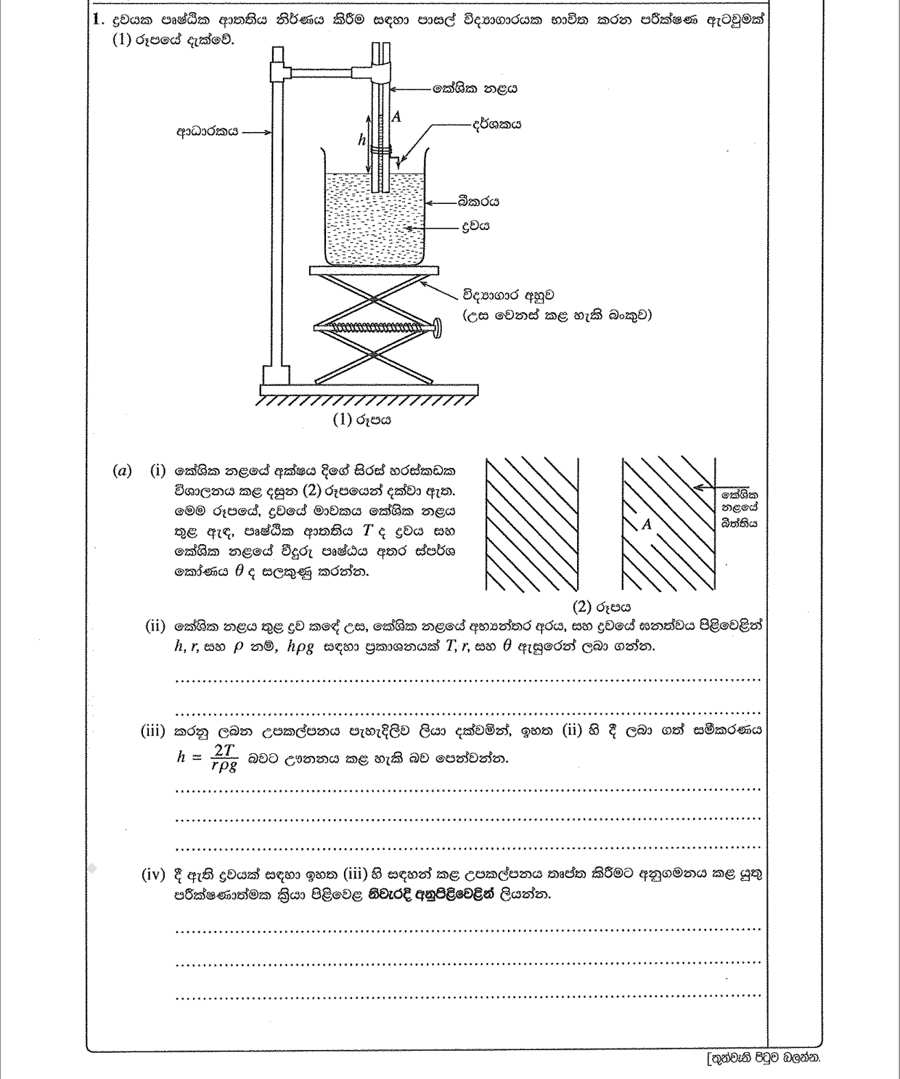 1. ද්‍රවයක පෘෂ්ඨික ආතතිය නිර්ණය කිරීම සඳහා පාසල් විද්‍යාගාරයක භාවිත කරන පරීක්ෂණ ඇටවුමක්
(1) රූපයේ දැක්වේ.
කේශික නළය
A
දර්ශකය
ආධාරකය
h
බීකරය
ද්‍රවය
විද්‍යාගාර අහුව
(උස වෙනස් කළ හැකි බංකුව)
(1) රූපය
(a) (i) කේශික නළයේ අක්ෂය දිගේ සිරස් හරස්කඩක
විශාලනය කළ දසුන (2) රූපයෙන් දක්වා ඇත.
මෙම රූපයේ, ද්‍රවයේ මාවකය කේශික නළය
තුළ ඇඳ, පෘෂ්ඨික ආතතිය T ද ද්‍රවය සහ
කේශික නළයේ වීදුරු පෘෂ්ඨය අතර ස්පර්ශ
කෝණය θ ද සලකුණු කරන්න.
කේශික
නළයේ
බිත්තිය
A
(2) රූපය
(ii) කේශික නළය තුළ ද්‍රව කඳේ උස, කේශික නළයේ අභ්‍යන්තර අරය, සහ ද්‍රවයේ ඝනත්වය පිළිවෙළින්
h, r, සහ ρ නම්, hρg සඳහා ප්‍රකාශනයක් T, r, සහ θ ඇසුරෙන් ලබා ගන්න.
(iii) කරනු ලබන උපකල්පනය පැහැදිලිව ලියා දක්වමින්, ඉහත (ii) හි දී ලබා ගත් සමීකරණය
h = 2T/rρg බවට ඌනනය කළ හැකි බව පෙන්වන්න.
(iv) දී ඇති ද්‍රවයක් සඳහා ඉහත (iii) හි සඳහන් කළ උපකල්පනය තෘප්ත කිරීමට අනුගමනය කළ යුතු
පරීක්ෂණාත්මක ක්‍රියා පිළිවෙළ නිවැරදි අනුපිළිවෙළින් ලියන්න.
[තුන්වැනි පිටුව බලන්න.